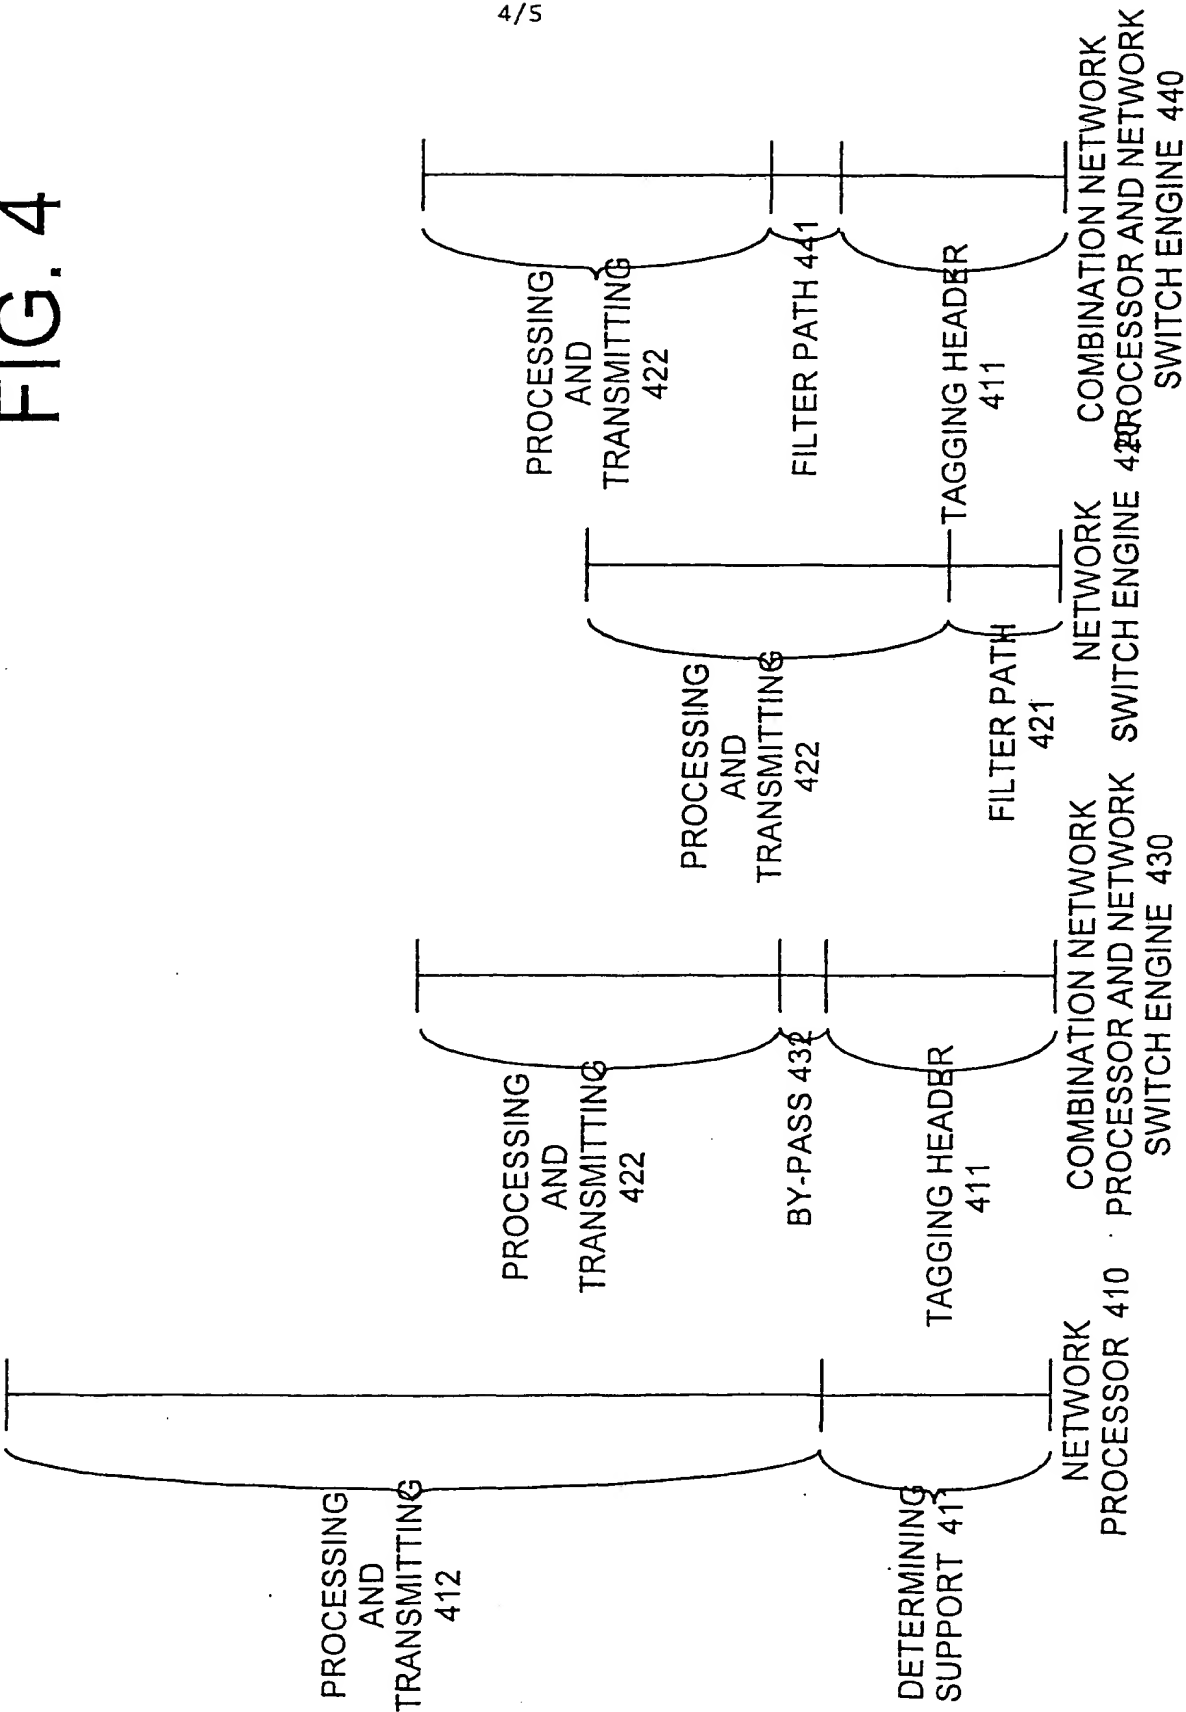 4/5
FIG. 4
PROCESSING
AND
TRANSMITTING
412
DETERMINING
SUPPORT 411
NETWORK
PROCESSOR 410
PROCESSING
AND
TRANSMITTING
422
BY-PASS 432
TAGGING HEADER
411
COMBINATION NETWORK
PROCESSOR AND NETWORK
SWITCH ENGINE 430
PROCESSING
AND
TRANSMITTING
422
FILTER PATH
421
NETWORK
SWITCH ENGINE 420
PROCESSING
AND
TRANSMITTING
422
FILTER PATH 441
TAGGING HEADER
411
COMBINATION NETWORK
PROCESSOR AND NETWORK
SWITCH ENGINE 440